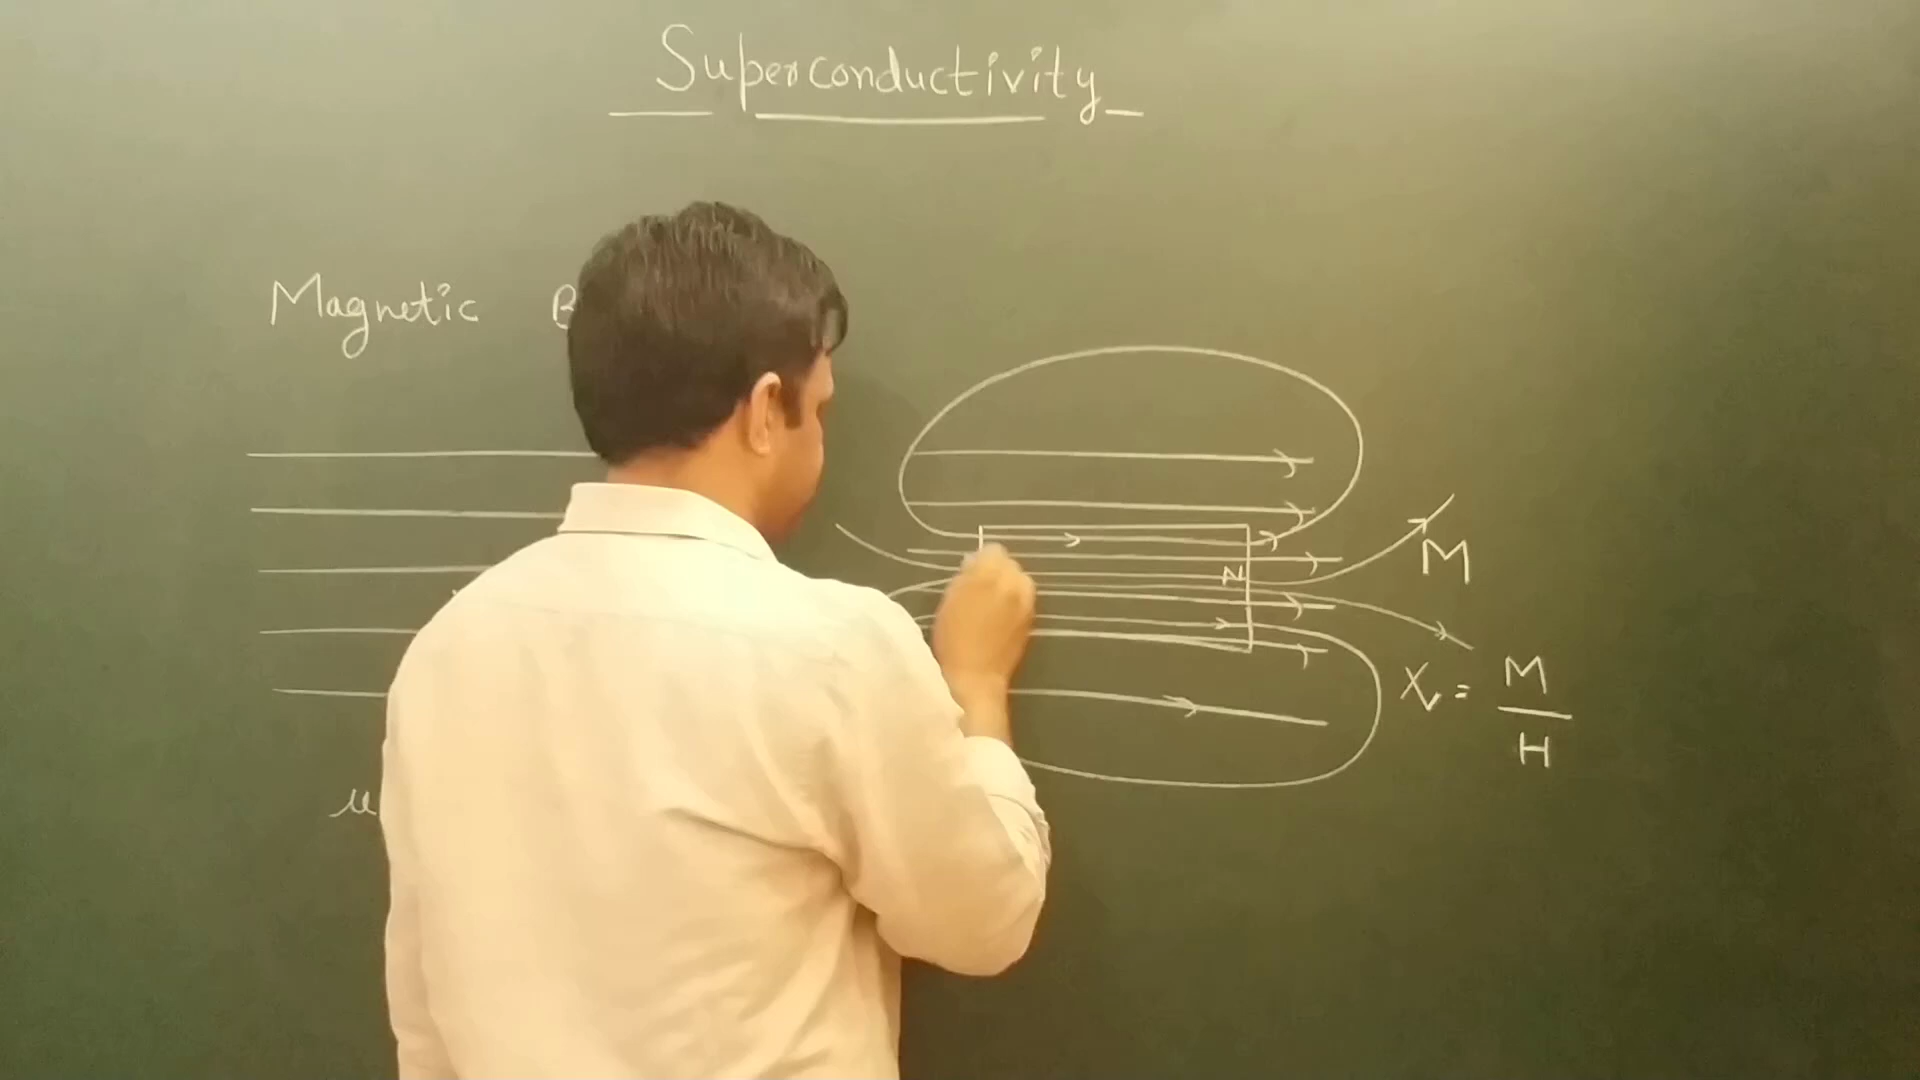 Superconductivity
Magnetic B
N
M
χv = M / H
μ